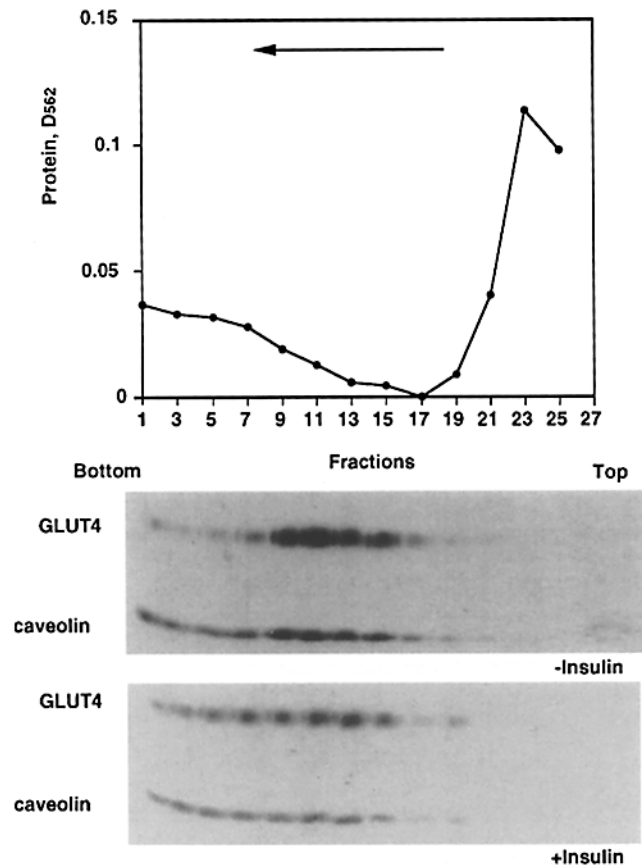 0.15
0.1
0.05
0
Protein, D562
1 3 5 7 9 11 13 15 17 19 21 23 25 27
Bottom Fractions Top
GLUT4
caveolin
-Insulin
GLUT4
caveolin
+Insulin